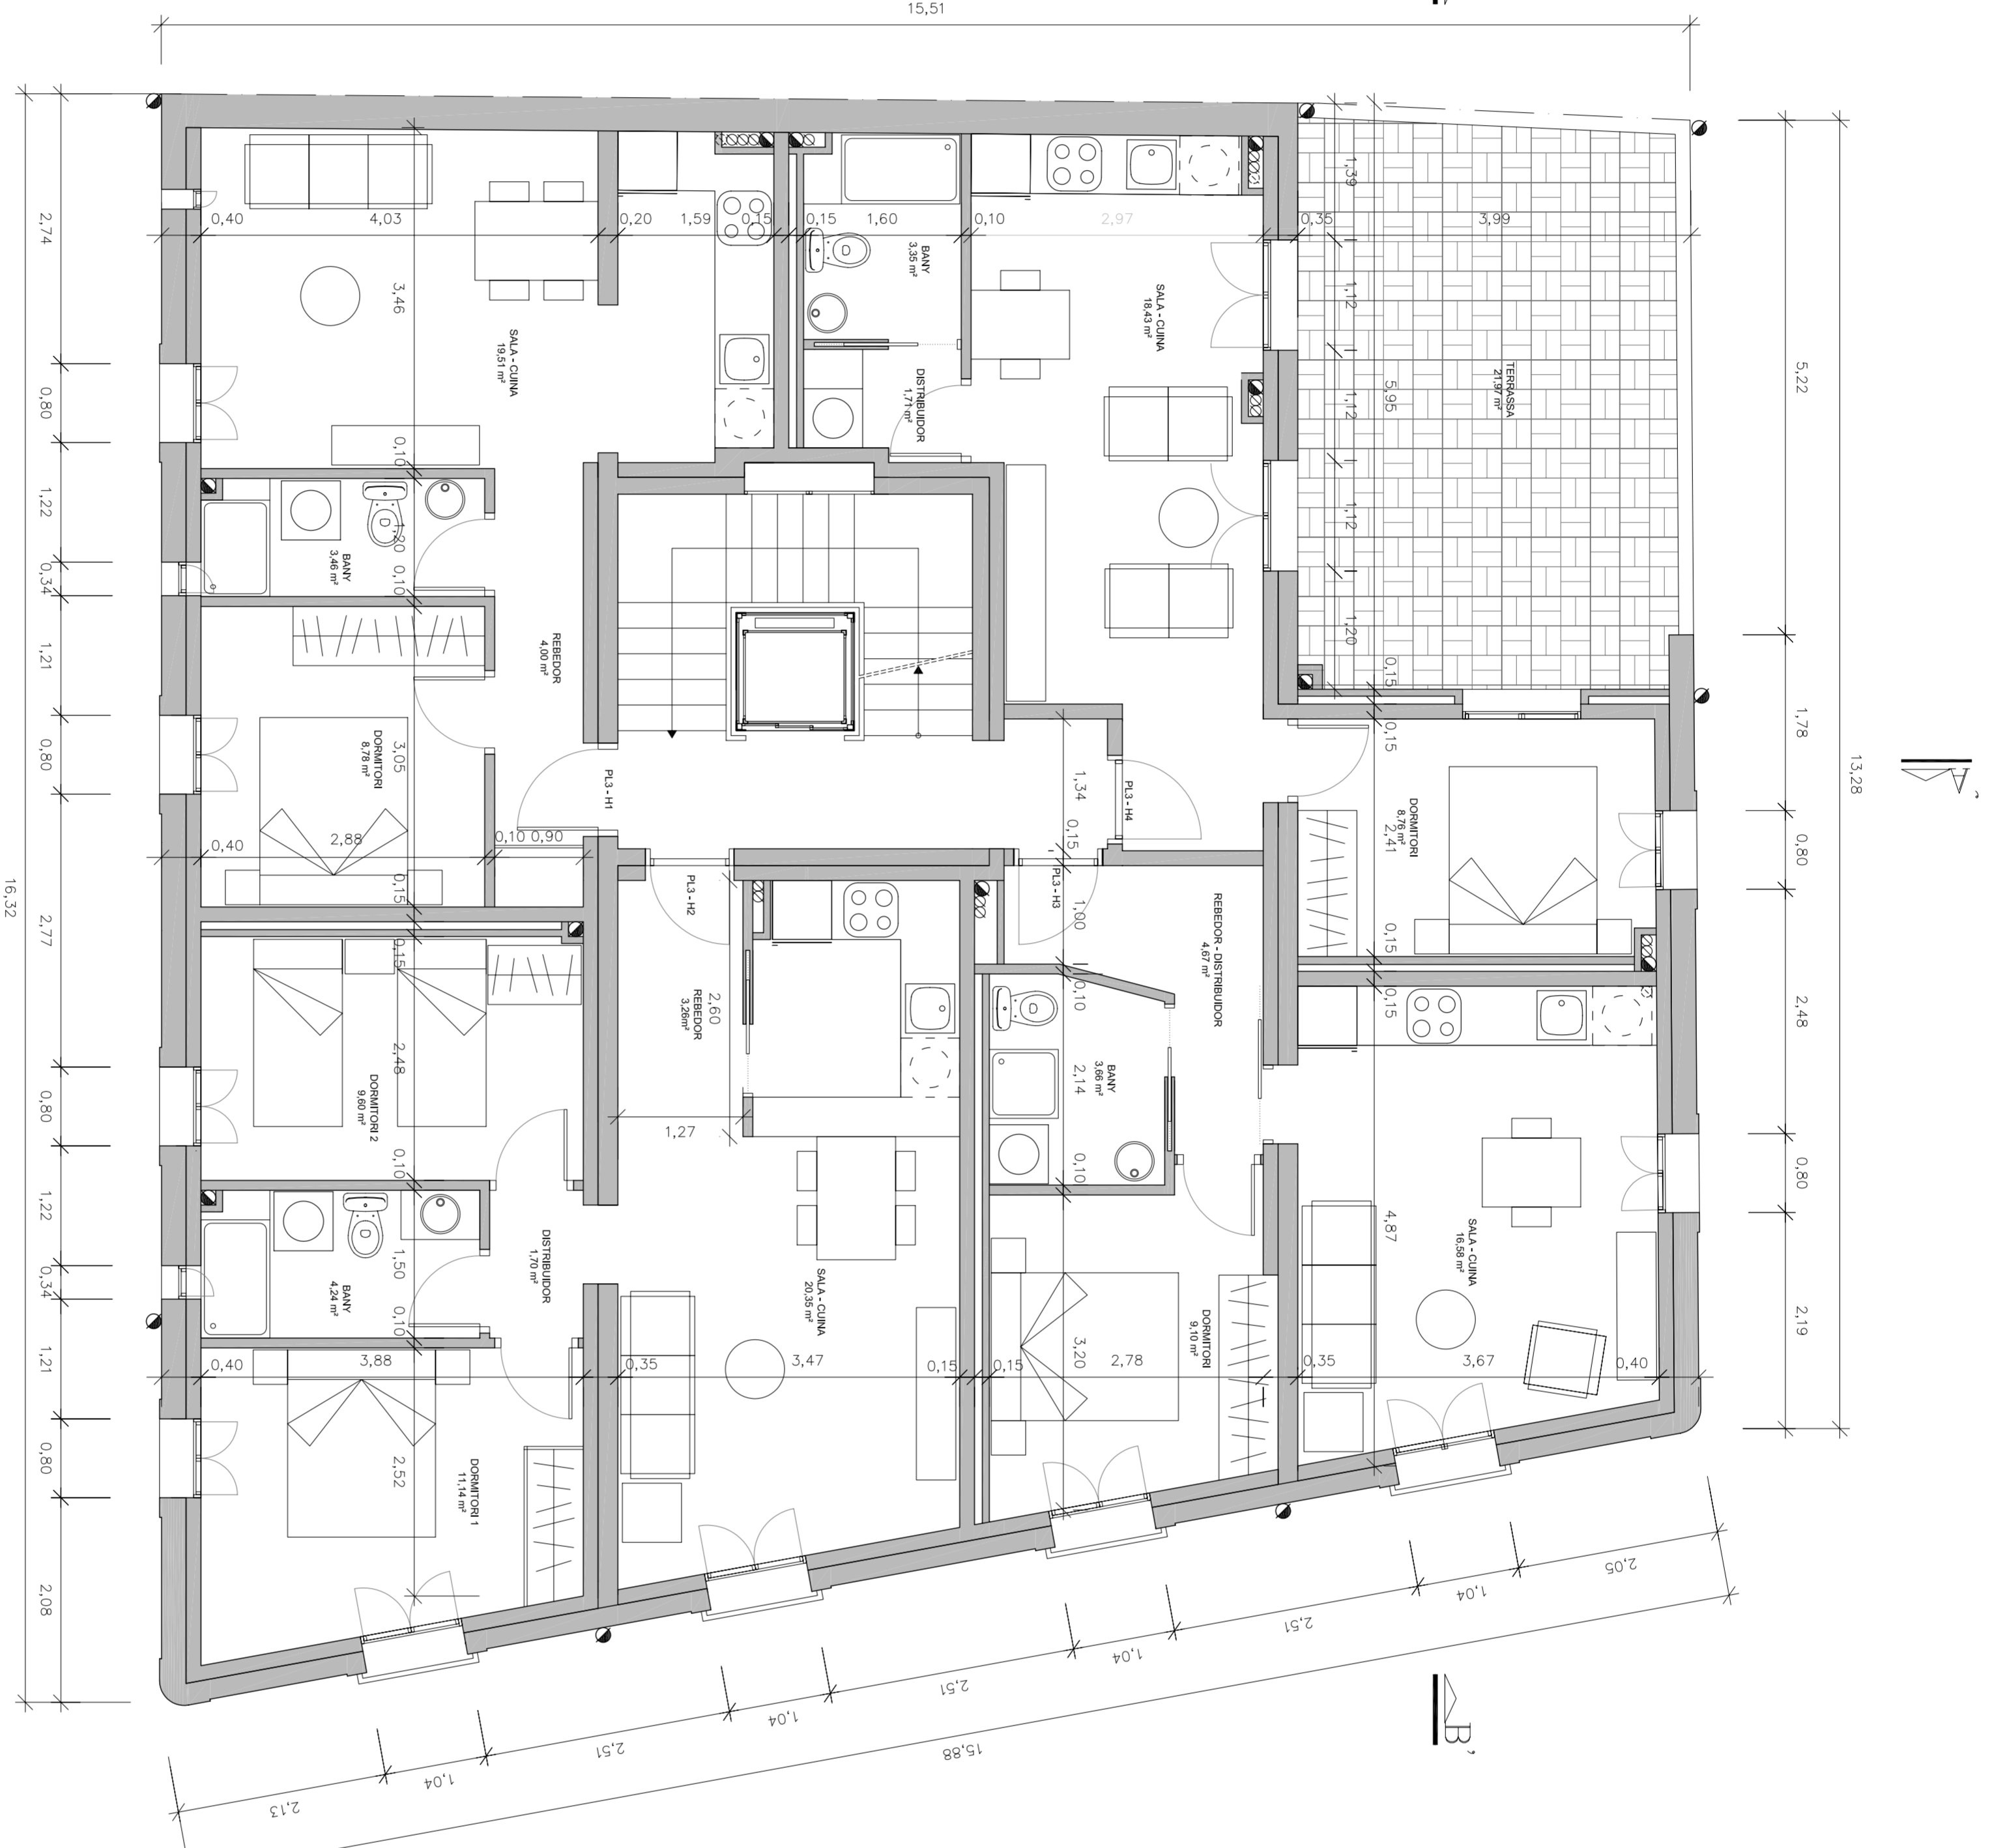 15,51
16,32
2,74
0,80
1,22
0,34
1,21
0,80
2,77
0,80
1,22
0,34
1,21
0,80
2,08
0,40
4,03
0,20
1,59
0,15
0,15
1,60
0,10
2,97
0,35
3,99
1,39
1,12
1,12
1,12
1,20
5,95
5,22
1,78
13,28
0,80
2,48
0,80
2,19
A'
SALA - CUINA
19,51 m²
3,46
0,10
BANY
3,35 m²
DISTRIBUIDOR
1,71 m²
SALA - CUINA
18,43 m²
TERRASSA
21,97 m²
BANY
3,46 m²
1,20
0,10
REBEDOR
4,00 m²
DORMITORI
8,78 m²
3,05
0,40
2,88
0,10
0,90
0,15
PL3 - H1
PL3 - H4
1,34
0,15
0,15
0,15
DORMITORI
8,76 m²
2,41
0,15
0,15
PL3 - H2
PL3 - H3
1,00
0,10
REBEDOR - DISTRIBUIDOR
4,67 m²
2,60
REBEDOR
3,26m²
1,27
0,15
2,48
DORMITORI 2
9,60 m²
0,10
BANY
3,66 m²
2,14
0,10
BANY
4,24 m²
1,50
0,10
DISTRIBUIDOR
1,70 m²
SALA - CUINA
20,35 m²
SALA - CUINA
16,58 m²
4,87
DORMITORI
9,10 m²
3,20
0,40
3,88
0,35
3,47
0,15
0,15
2,78
0,35
3,67
0,40
DORMITORI 1
11,14 m²
2,52
2,13
1,04
2,51
1,04
2,51
1,04
2,51
1,04
2,05
15,88
B'